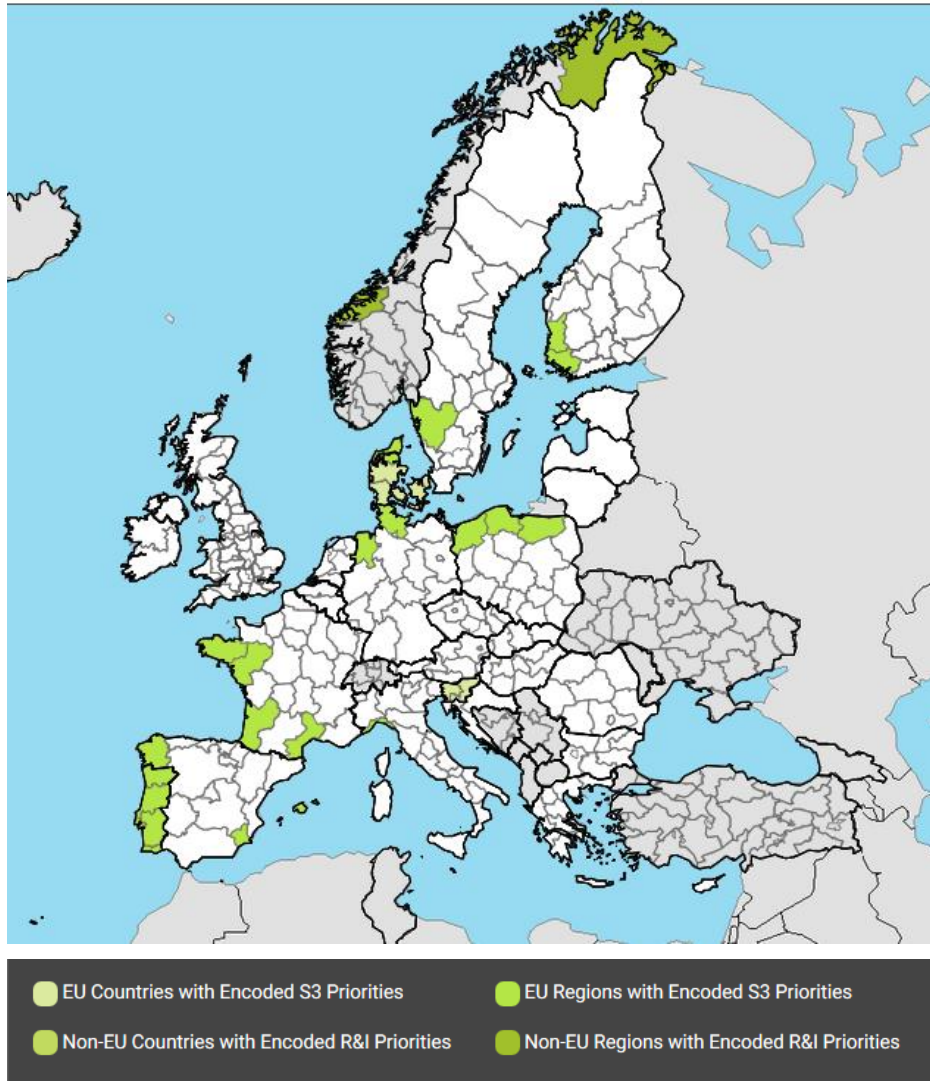 EU Countries with Encoded S3 Priorities
EU Regions with Encoded S3 Priorities
Non-EU Countries with Encoded R&I Priorities
Non-EU Regions with Encoded R&I Priorities